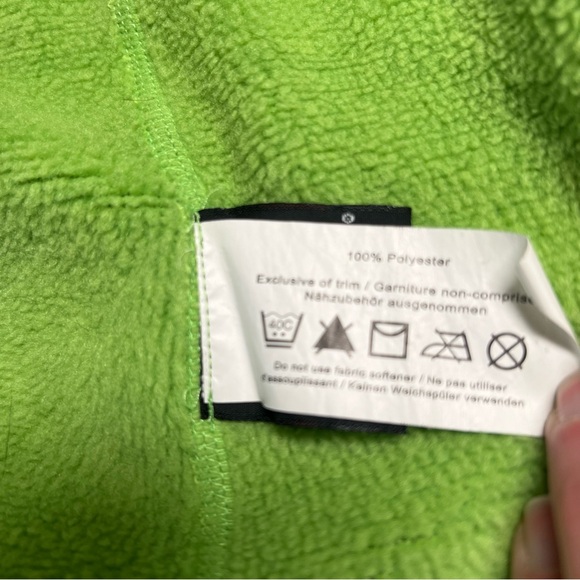 100% Polyester
Exclusive of trim / Garniture non-comprise
Nähzubehör ausgenommen
40C
Do not use fabric softener / Ne pas utiliser
d'assouplissant / Keinen Weichspüler verwenden